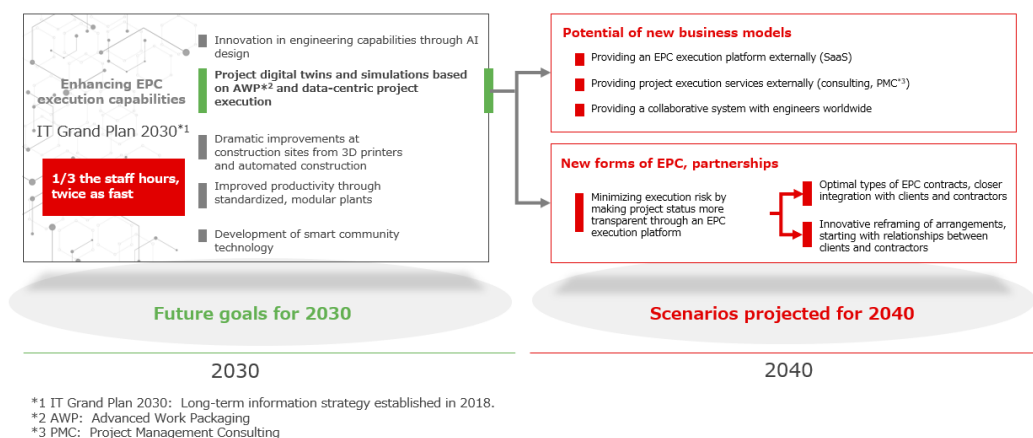 Enhancing EPC
execution capabilities
IT Grand Plan 2030*1
1/3 the staff hours,
twice as fast
Innovation in engineering capabilities through AI
design
Project digital twins and simulations based
on AWP*2 and data-centric project
execution
Dramatic improvements at
construction sites from 3D printers
and automated construction
Improved productivity through
standardized, modular plants
Development of smart community
technology
Future goals for 2030
2030
Potential of new business models
Providing an EPC execution platform externally (SaaS)
Providing project execution services externally (consulting, PMC*3)
Providing a collaborative system with engineers worldwide
New forms of EPC, partnerships
Minimizing execution risk by
making project status more
transparent through an EPC
execution platform
Optimal types of EPC contracts, closer
integration with clients and contractors
Innovative reframing of arrangements,
starting with relationships between
clients and contractors
Scenarios projected for 2040
2040
*1 IT Grand Plan 2030: Long-term information strategy established in 2018.
*2 AWP: Advanced Work Packaging
*3 PMC: Project Management Consulting